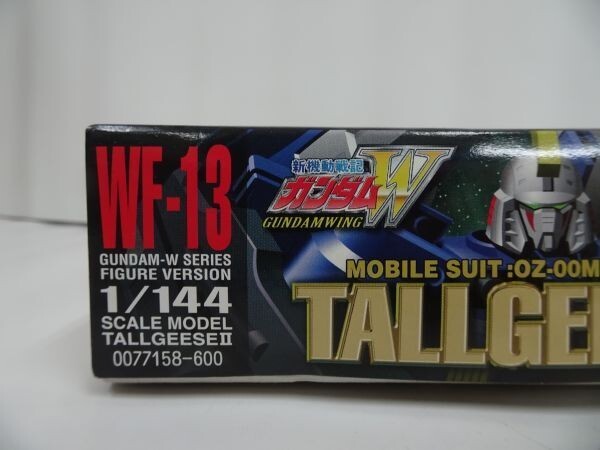 WF-13
GUNDAM-W SERIES
FIGURE VERSION
1/144
SCALE MODEL
TALLGEESEII
0077158-600
新機動戦記
ガンダムW
GUNDAMWING
MOBILE SUIT:OZ-00M
TALLGE